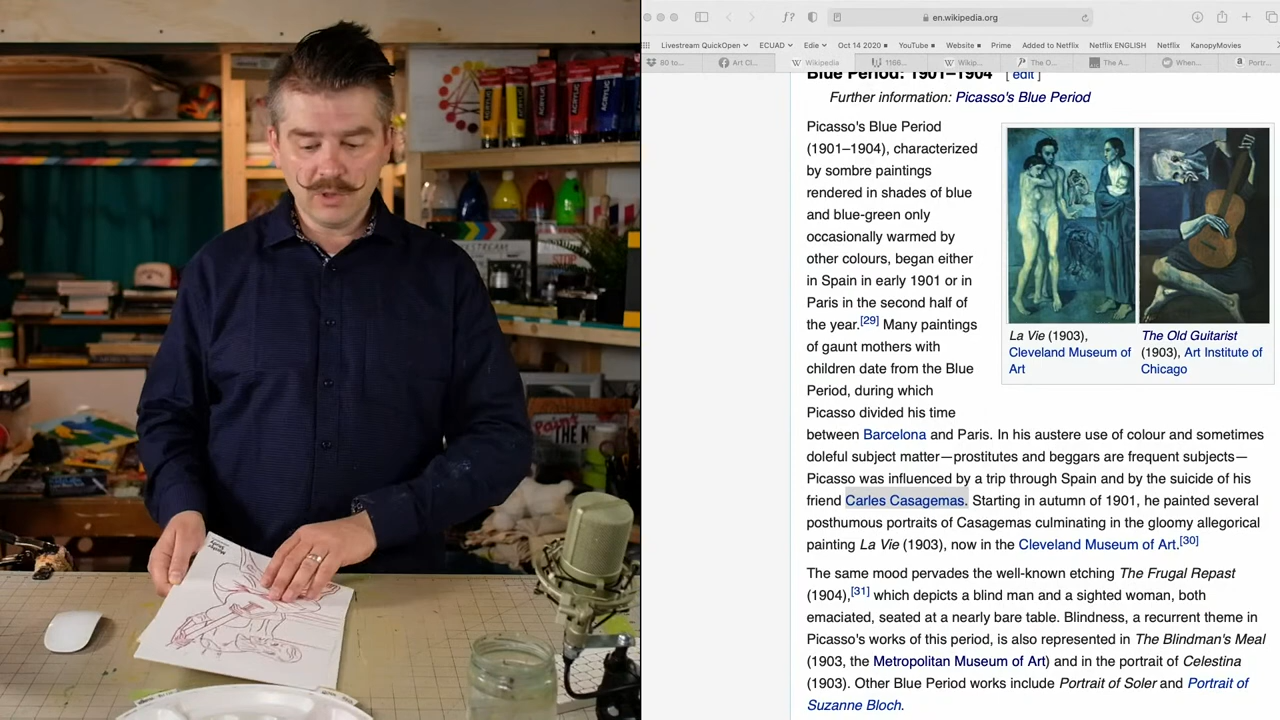 en.wikipedia.org
Livestream QuickOpen
ECUAD
Edie
Oct 14 2020
YouTube
Website
Prime
Added to Netflix
Netflix ENGLISH
Netflix
KanopyMovies
80 to...
Art Cl...
Wikipedia
1166...
Wikip...
The O...
The A...
When...
Portr...
Blue Period: 1901–1904 [ edit ]
Further information: Picasso's Blue Period
Picasso's Blue Period
(1901–1904), characterized
by sombre paintings
rendered in shades of blue
and blue-green only
occasionally warmed by
other colours, began either
in Spain in early 1901 or in
Paris in the second half of
the year.[29] Many paintings
of gaunt mothers with
children date from the Blue
Period, during which
Picasso divided his time
between Barcelona and Paris. In his austere use of colour and sometimes
doleful subject matter—prostitutes and beggars are frequent subjects—
Picasso was influenced by a trip through Spain and by the suicide of his
friend Carles Casagemas. Starting in autumn of 1901, he painted several
posthumous portraits of Casagemas culminating in the gloomy allegorical
painting La Vie (1903), now in the Cleveland Museum of Art.[30]
La Vie (1903),
Cleveland Museum of
Art
The Old Guitarist
(1903), Art Institute of
Chicago
The same mood pervades the well-known etching The Frugal Repast
(1904),[31] which depicts a blind man and a sighted woman, both
emaciated, seated at a nearly bare table. Blindness, a recurrent theme in
Picasso's works of this period, is also represented in The Blindman's Meal
(1903, the Metropolitan Museum of Art) and in the portrait of Celestina
(1903). Other Blue Period works include Portrait of Soler and Portrait of
Suzanne Bloch.